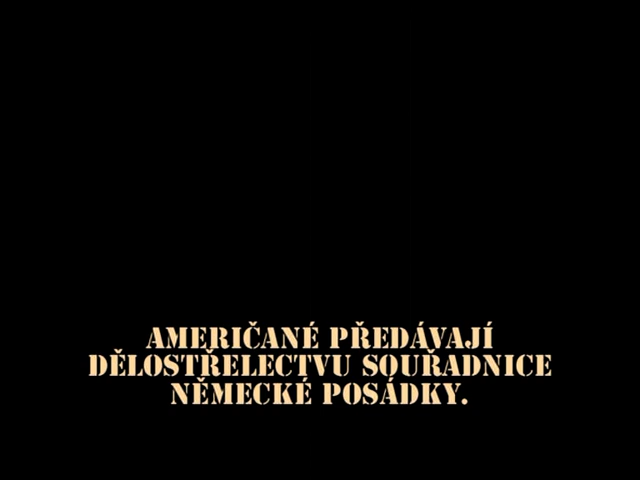 AMERIČANÉ PŘEDÁVAJÍ
DĚLOSTŘELECTVU SOUŘADNICE
NĚMECKÉ POSÁDKY.